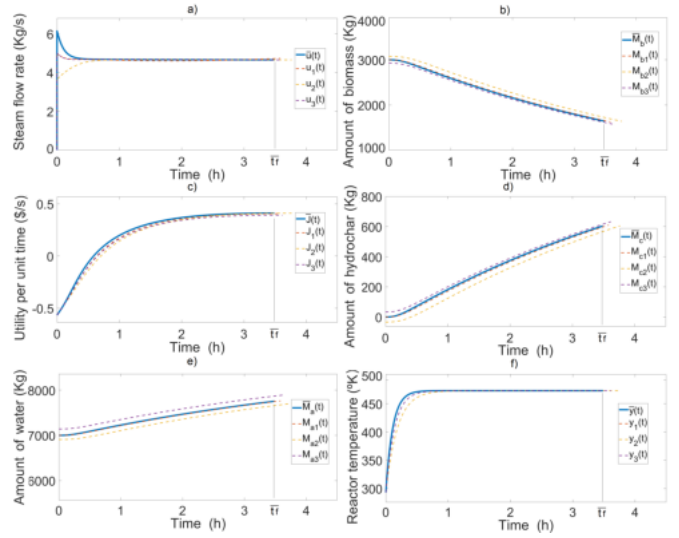 a)
Steam flow rate (Kg/s)
6
4
2
0
0 1 2 3 t̅f 4
Time (h)
u̅(t)
u1(t)
u2(t)
u3(t)
b)
Amount of biomass (Kg)
4000
3000
2000
1000
0 1 2 3 t̅f 4
Time (h)
M̅b(t)
Mb1(t)
Mb2(t)
Mb3(t)
c)
Utility per unit time ($/s)
0.5
0
-0.5
0 1 2 3 t̅f 4
Time (h)
J̅(t)
J1(t)
J2(t)
J3(t)
d)
Amount of hydrochar (Kg)
800
600
400
200
0
0 1 2 3 t̅f 4
Time (h)
M̅c(t)
Mc1(t)
Mc2(t)
Mc3(t)
e)
Amount of water (Kg)
8000
7000
6000
0 1 2 3 t̅f 4
Time (h)
M̅a(t)
Ma1(t)
Ma2(t)
Ma3(t)
f)
Reactor temperature (ºK)
500
450
400
350
300
0 1 2 3 t̅f 4
Time (h)
y̅(t)
y1(t)
y2(t)
y3(t)